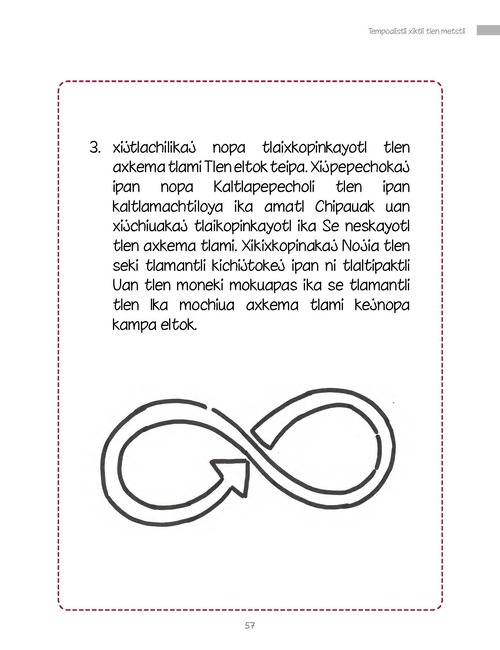 Tempoalistli xiktli tlen metstli
3. xijtlachilikaj nopa tlaixkopinkayotl tlen
axkema tlami Tlen eltok teipa. Xijpepechokaj
ipan nopa Kaltlapepecholi tlen ipan
kaltlamachtiloya ika amatl Chipauak uan
xijchiuakaj tlaikopinkayotl ika Se neskayotl
tlen axkema tlami. Xikixkopinakaj Nojia tlen
seki tlamantli kichijtokej ipan ni tlaltipaktli
Uan tlen moneki mokuapas ika se tlamantli
tlen Ika mochiua axkema tlami kejnopa
kampa eltok.
57